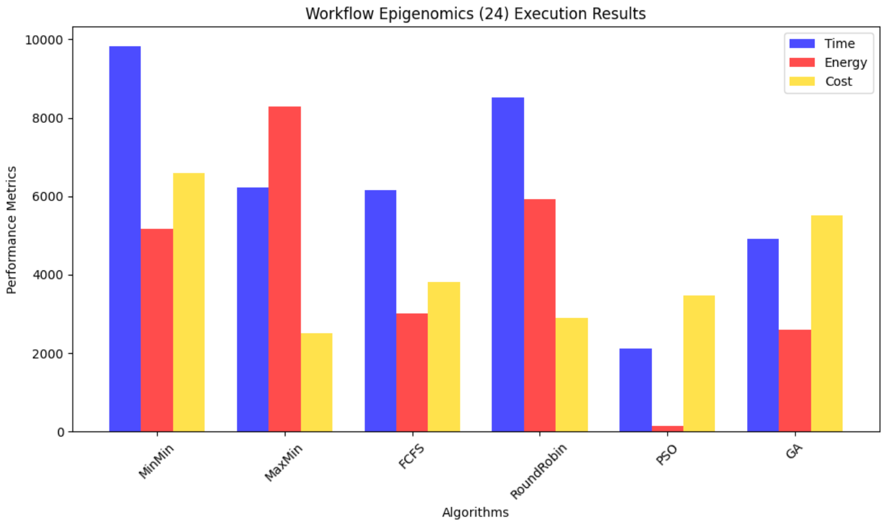 Workflow Epigenomics (24) Execution Results
Time
Energy
Cost
Performance Metrics
10000
8000
6000
4000
2000
0
MinMin
MaxMin
FCFS
RoundRobin
PSO
GA
Algorithms